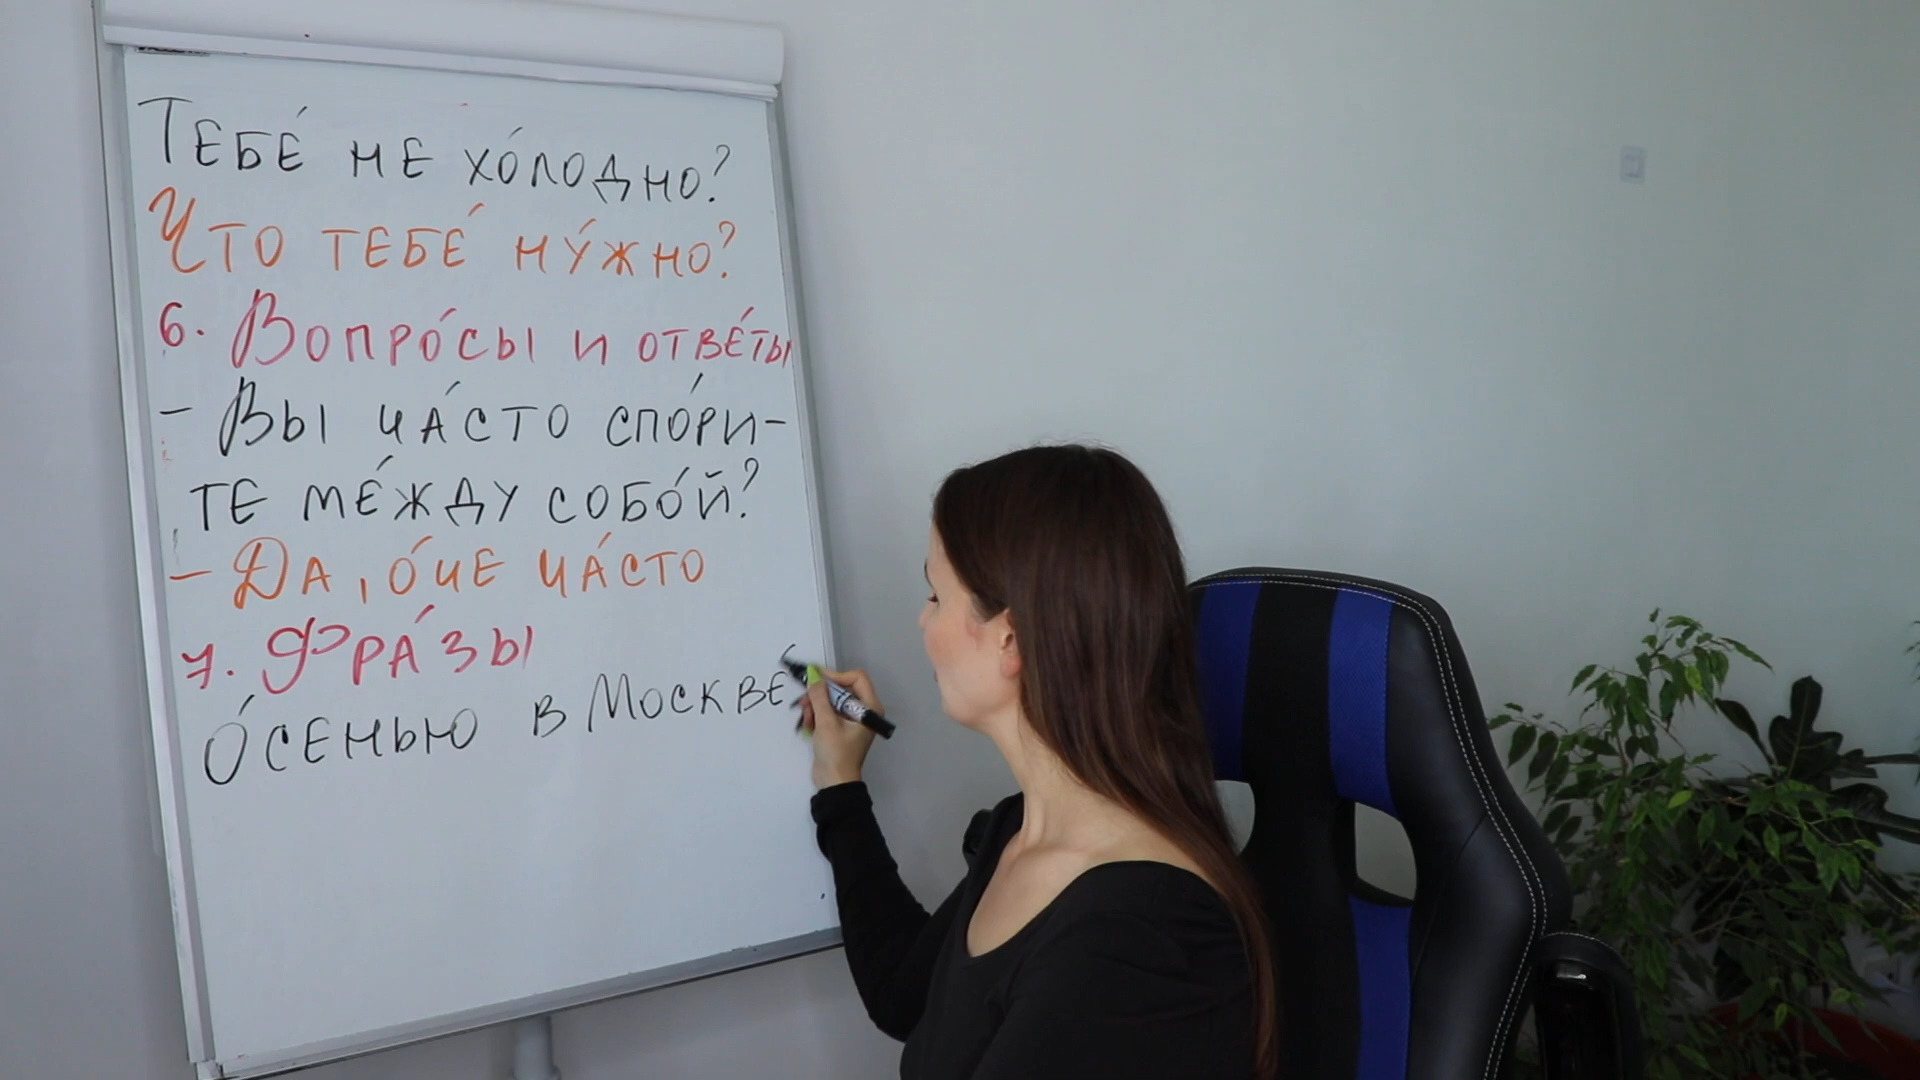 Тебе́ не хо́лодно?
Что тебе́ ну́жно?
6. Вопро́сы и отве́ты
- Вы ча́сто спо́ри-
те ме́жду собо́й?
- Да, о́че ча́сто
7. Фра́зы
О́сенью в Москве́